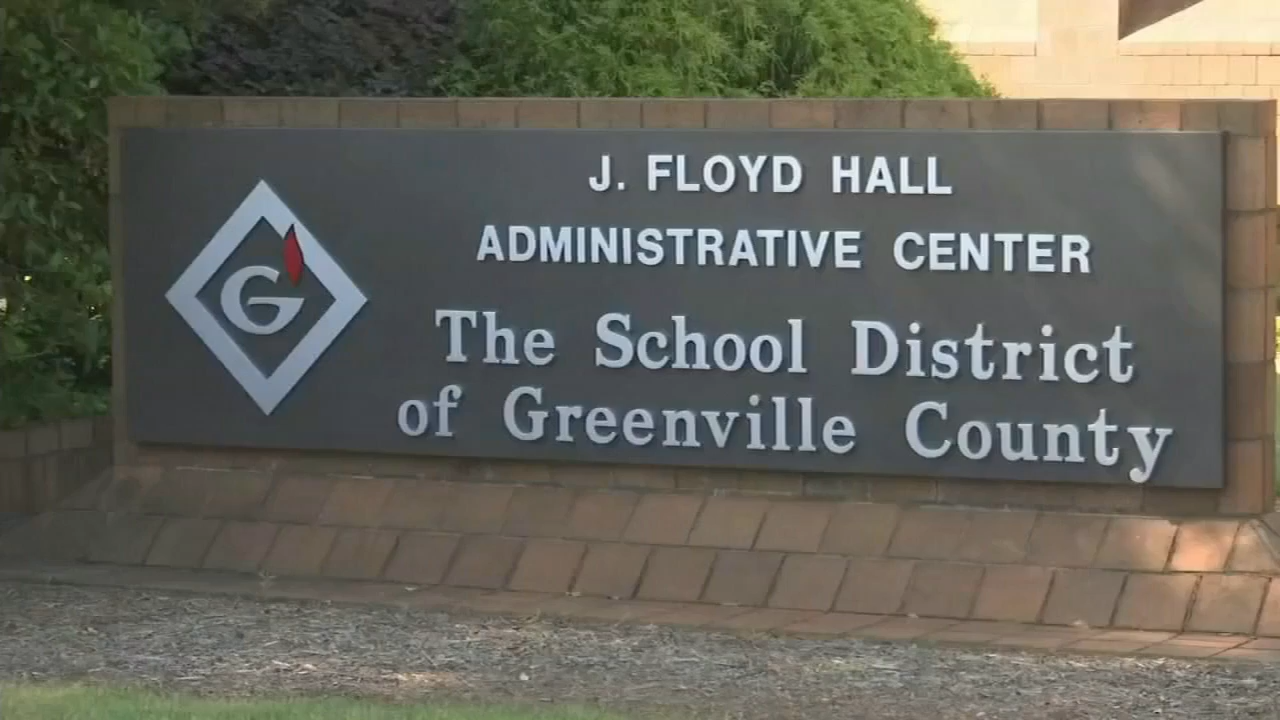 J. FLOYD HALL
ADMINISTRATIVE CENTER
G
The School District
of Greenville County